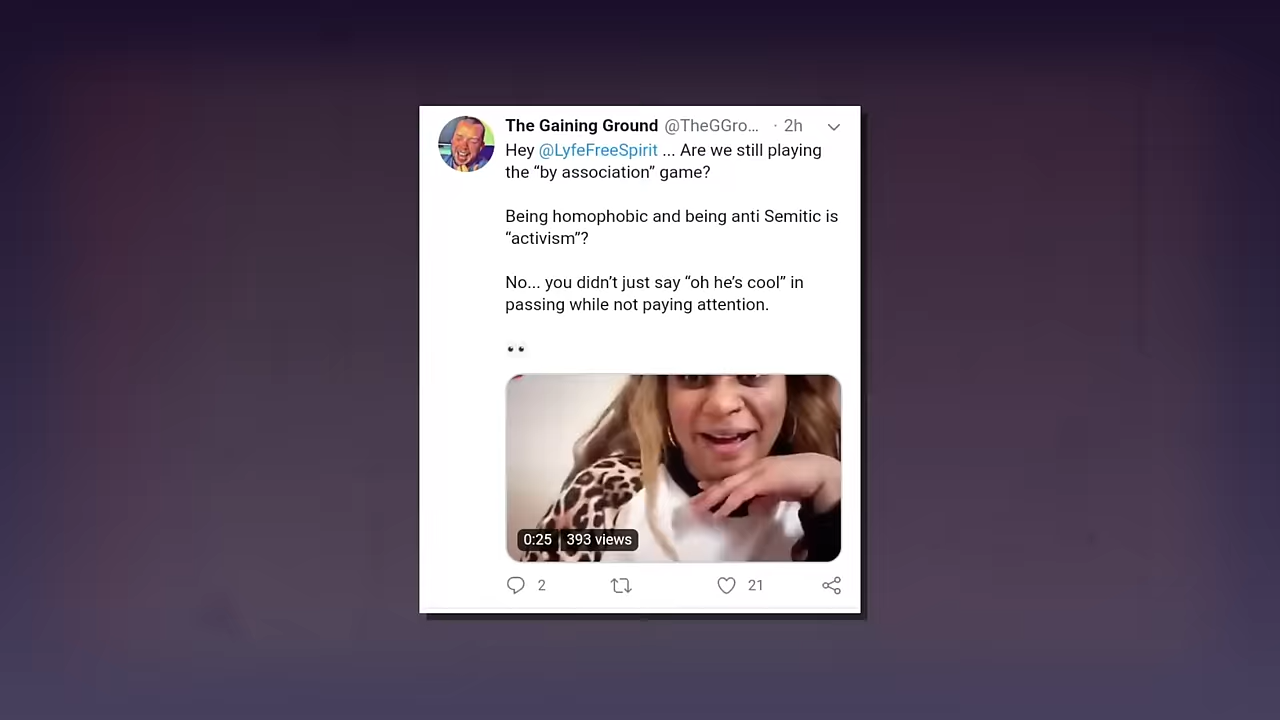 The Gaining Ground @TheGGro... · 2h
Hey @LyfeFreeSpirit ... Are we still playing
the “by association” game?
Being homophobic and being anti Semitic is
“activism”?
No... you didn’t just say “oh he’s cool” in
passing while not paying attention.
0:25 393 views
2 21